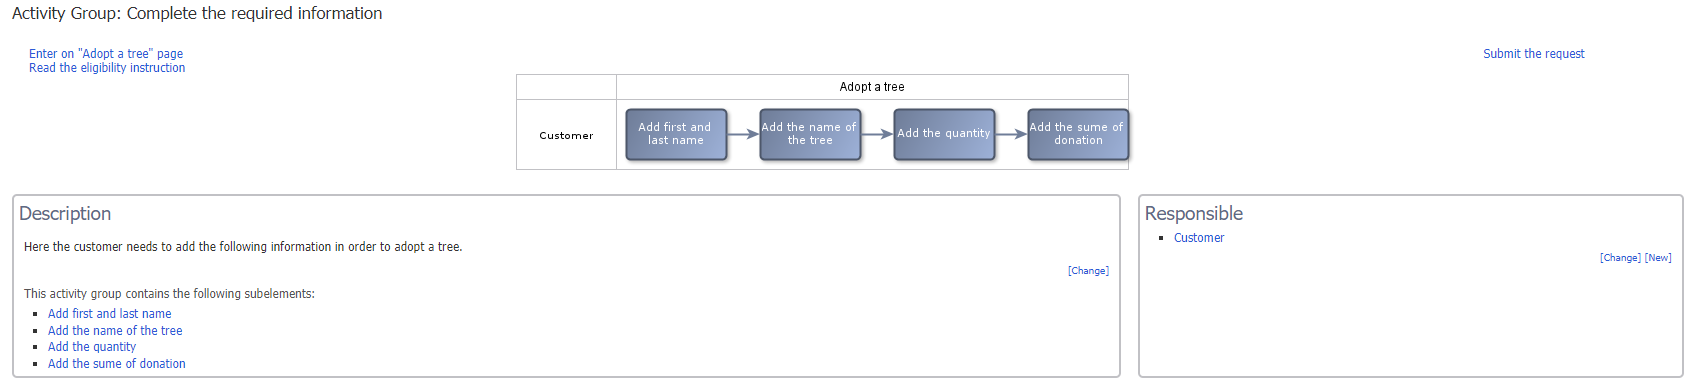 Activity Group: Complete the required information
Enter on "Adopt a tree" page
Read the eligibility instruction
Submit the request
Adopt a tree
Customer
Add first and
last name
Add the name of
the tree
Add the quantity
Add the sume of
donation
Description
Here the customer needs to add the following information in order to adopt a tree.
[Change]
This activity group contains the following subelements:
Add first and last name
Add the name of the tree
Add the quantity
Add the sume of donation
Responsible
Customer
[Change] [New]